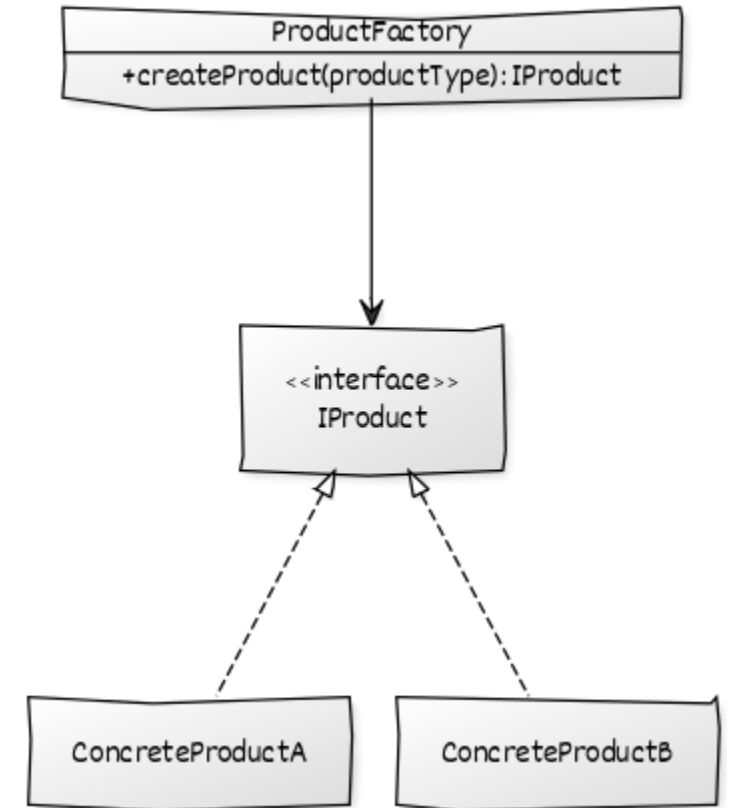 ProductFactory
+createProduct(productType): IProduct
<<interface>>
IProduct
ConcreteProductA
ConcreteProductB